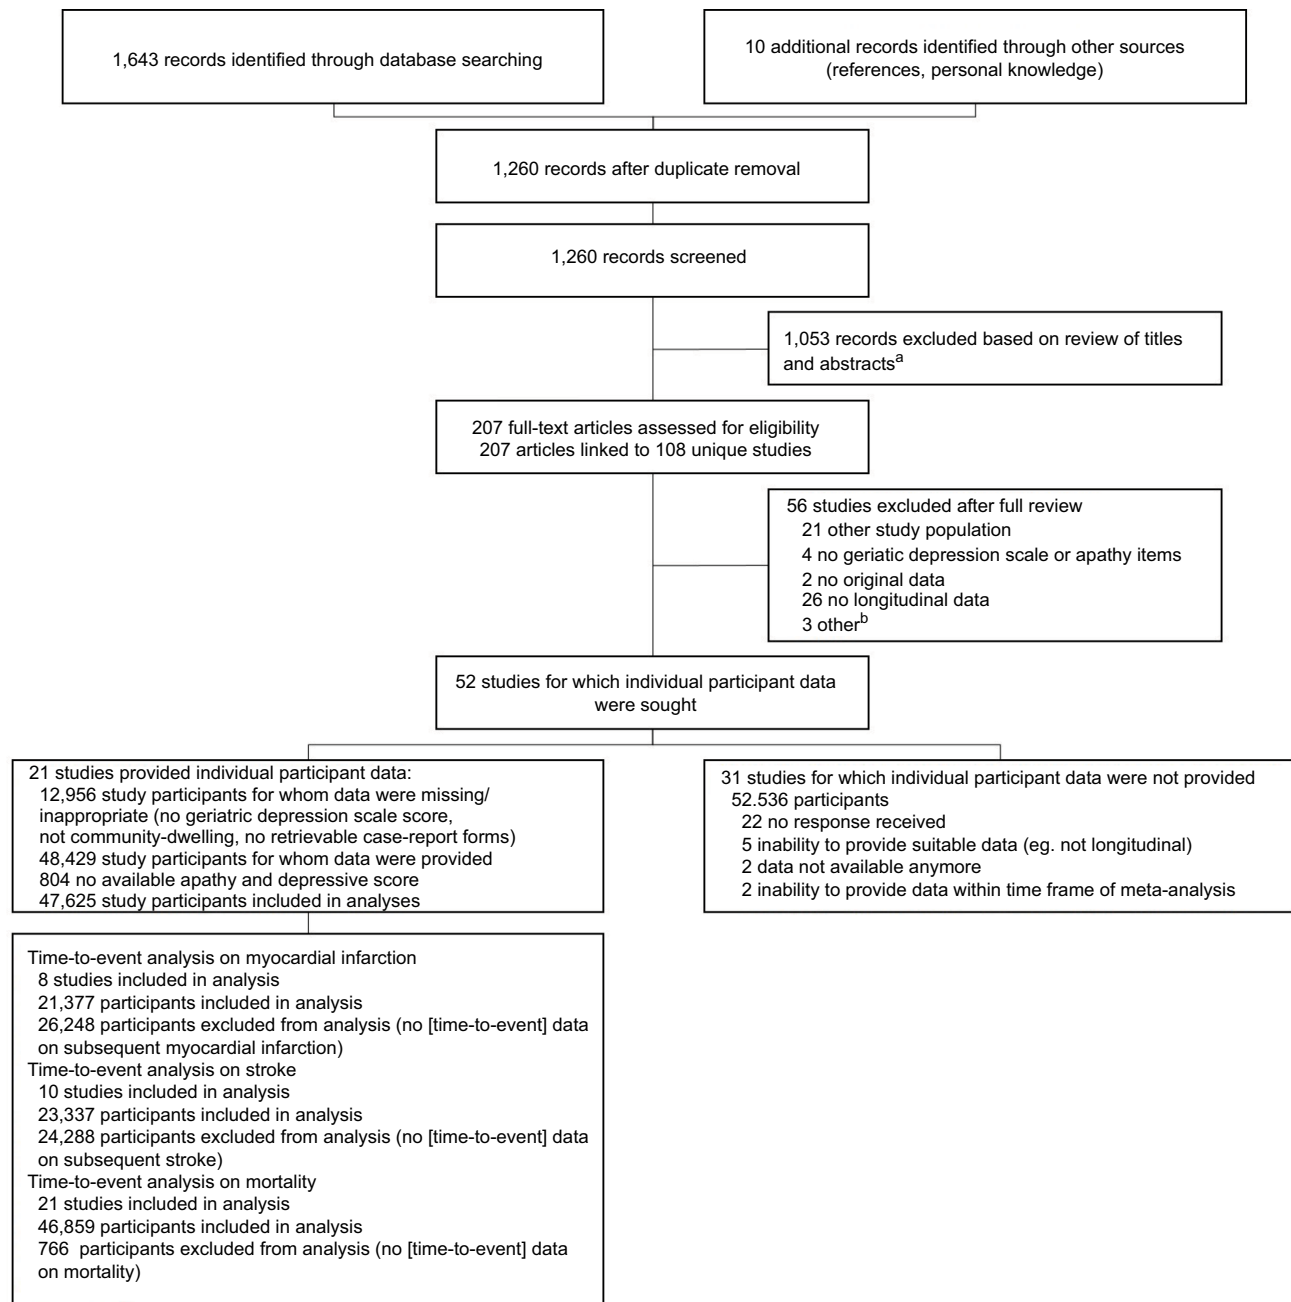 1,643 records identified through database searching
10 additional records identified through other sources
(references, personal knowledge)
1,260 records after duplicate removal
1,260 records screened
1,053 records excluded based on review of titles
and abstractsa
207 full-text articles assessed for eligibility
207 articles linked to 108 unique studies
56 studies excluded after full review
21 other study population
4 no geriatic depression scale or apathy items
2 no original data
26 no longitudinal data
3 otherb
52 studies for which individual participant data
were sought
21 studies provided individual participant data:
12,956 study participants for whom data were missing/
inappropriate (no geriatric depression scale score,
not community-dwelling, no retrievable case-report forms)
48,429 study participants for whom data were provided
804 no available apathy and depressive score
47,625 study participants included in analyses
31 studies for which individual participant data were not provided
52.536 participants
22 no response received
5 inability to provide suitable data (eg. not longitudinal)
2 data not available anymore
2 inability to provide data within time frame of meta-analysis
Time-to-event analysis on myocardial infarction
8 studies included in analysis
21,377 participants included in analysis
26,248 participants excluded from analysis (no [time-to-event] data
on subsequent myocardial infarction)
Time-to-event analysis on stroke
10 studies included in analysis
23,337 participants included in analysis
24,288 participants excluded from analysis (no [time-to-event] data
on subsequent stroke)
Time-to-event analysis on mortality
21 studies included in analysis
46,859 participants included in analysis
766 participants excluded from analysis (no [time-to-event] data
on mortality)